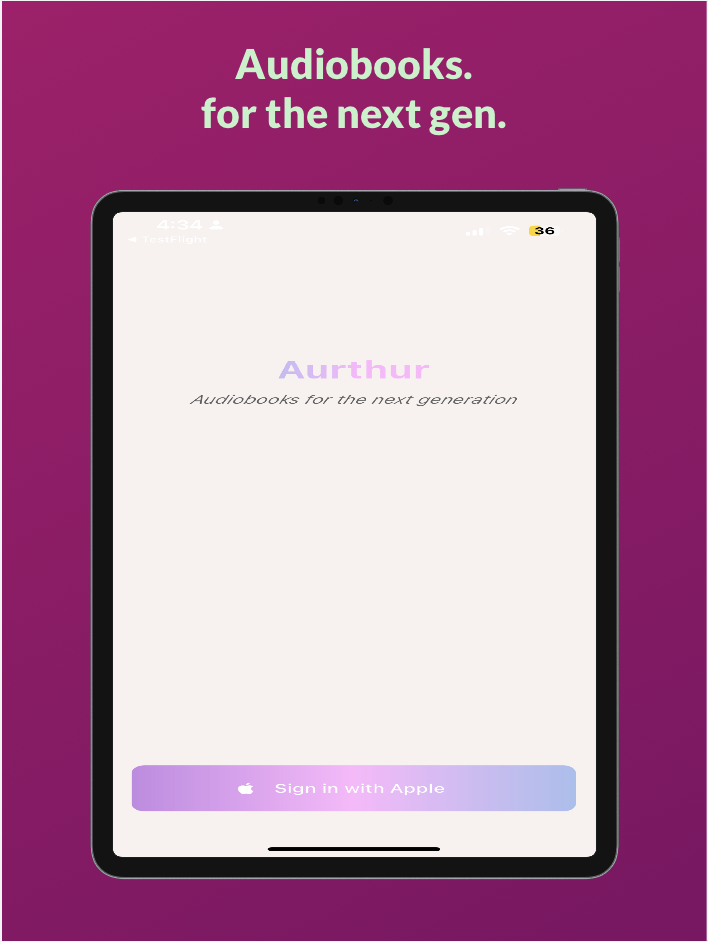 Audiobooks.
for the next gen.
4:34
◀ TestFlight
36
Aurthur
Audiobooks for the next generation
Sign in with Apple